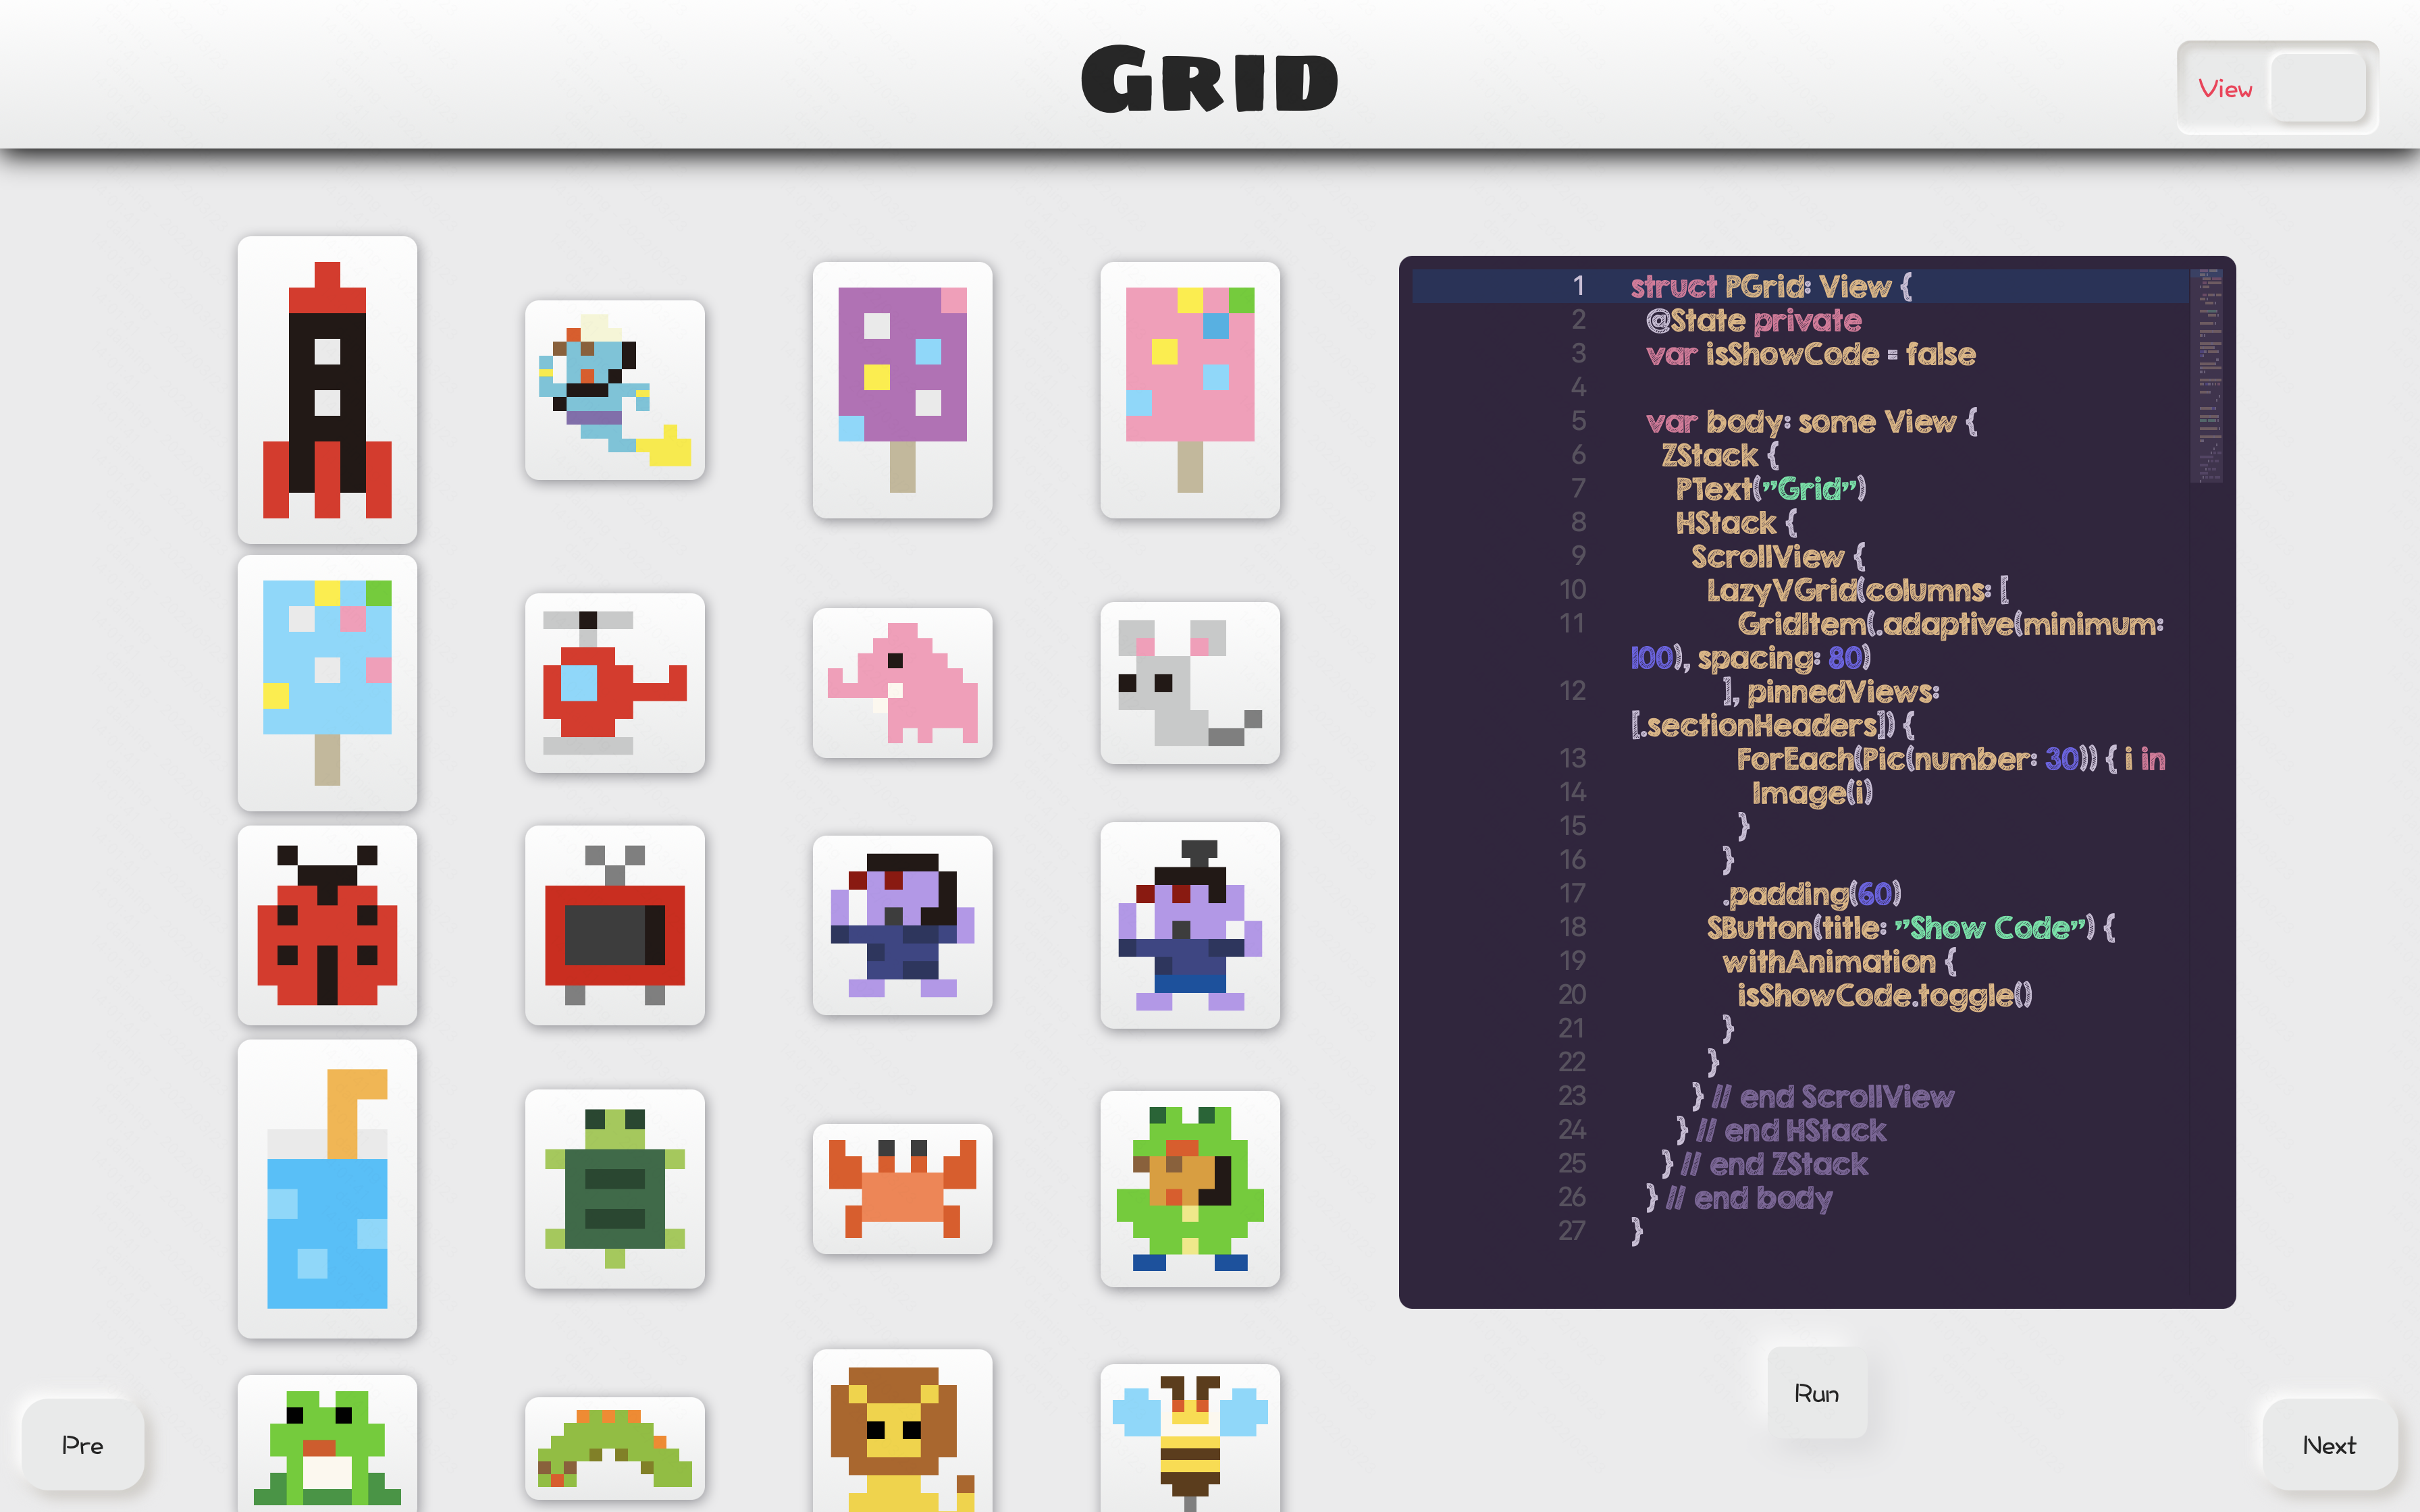 GRID
View
1 struct PGrid: View {
2 @State private
3 var isShowCode = false
4
5 var body: some View {
6 ZStack {
7 PText("Grid")
8 HStack {
9 ScrollView {
10 LazyVGrid(columns: [
11 GridItem(.adaptive(minimum:
100), spacing: 80)
12 ], pinnedViews:
[.sectionHeaders]) {
13 ForEach(Pic(number: 30)) { i in
14 Image(i)
15 }
16 }
17 .padding(60)
18 SButton(title: "Show Code") {
19 withAnimation {
20 isShowCode.toggle()
21 }
22 }
23 } // end ScrollView
24 } // end HStack
25 } // end ZStack
26 } // end body
27 }
Run
Pre
Next